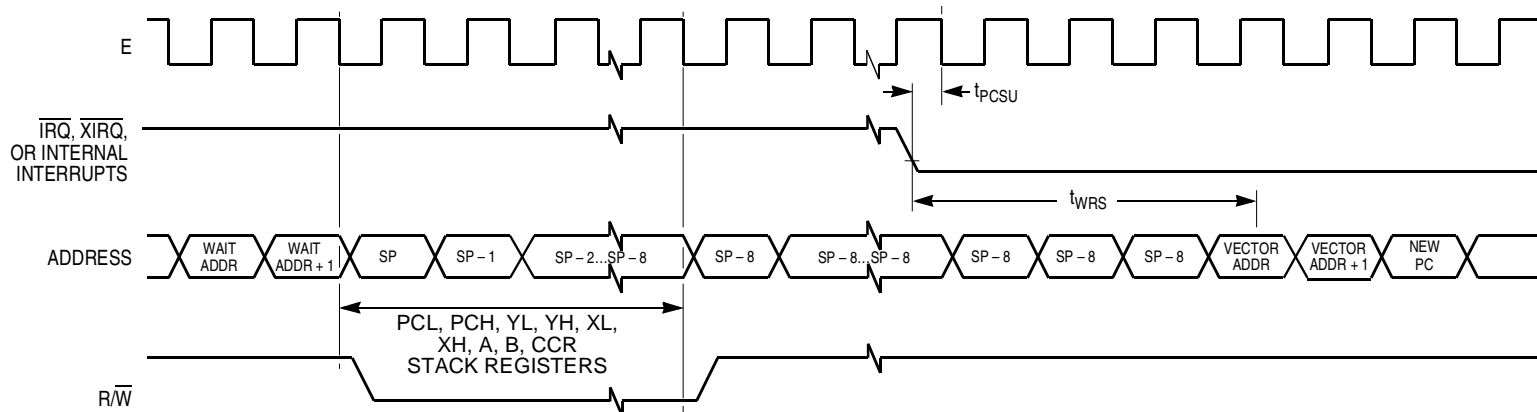 E
tPCSU
IRQ, XIRQ,
OR INTERNAL
INTERRUPTS
tWRS
ADDRESS
WAIT
ADDR
WAIT
ADDR + 1
SP
SP – 1
SP – 2...SP – 8
SP – 8
SP – 8...SP – 8
SP – 8
SP – 8
SP – 8
VECTOR
ADDR
VECTOR
ADDR + 1
NEW
PC
PCL, PCH, YL, YH, XL,
XH, A, B, CCR
STACK REGISTERS
R/W